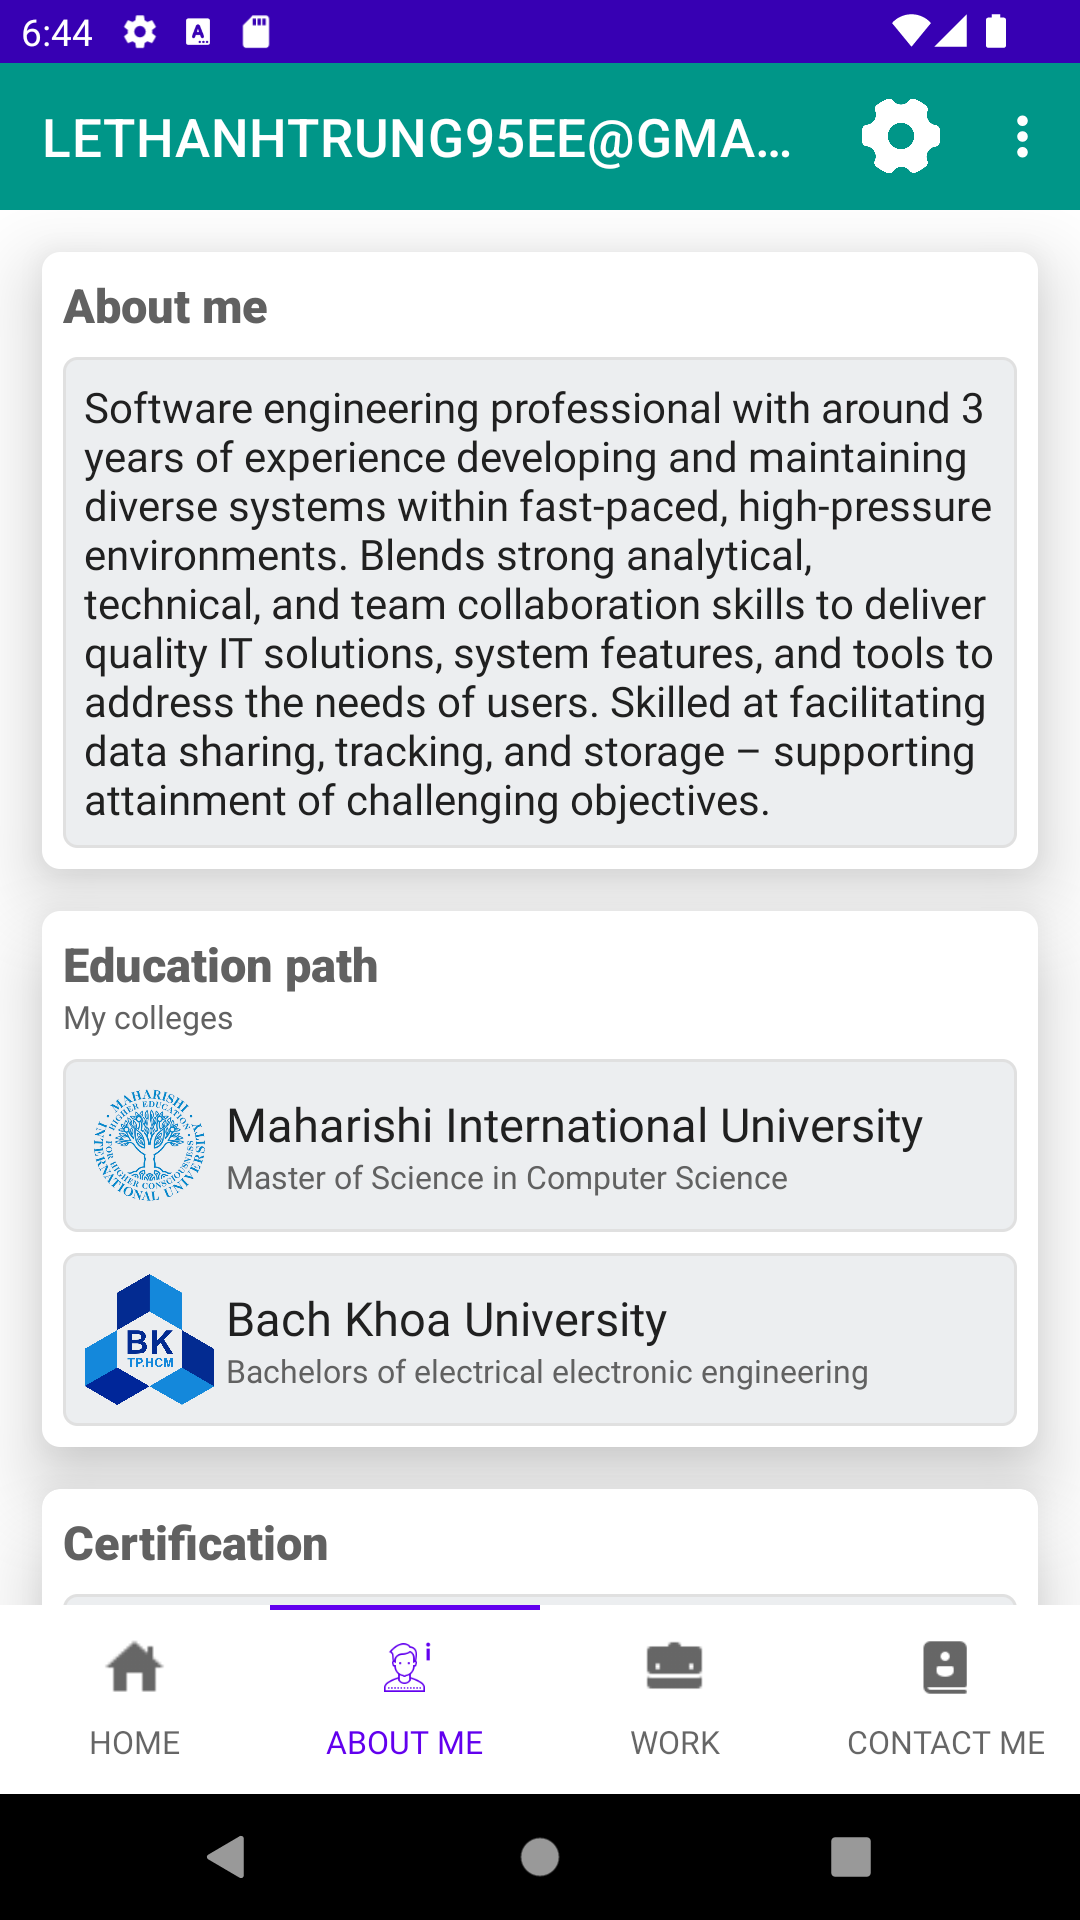 6:44
LETHANHTRUNG95EE@GMA...
About me
Software engineering professional with around 3
years of experience developing and maintaining
diverse systems within fast-paced, high-pressure
environments. Blends strong analytical,
technical, and team collaboration skills to deliver
quality IT solutions, system features, and tools to
address the needs of users. Skilled at facilitating
data sharing, tracking, and storage – supporting
attainment of challenging objectives.
Education path
My colleges
MAHARISHI INTERNATIONAL UNIVERSITY
HIGHER EDUCATION FOR HIGHER CONSCIOUSNESS
Maharishi International University
Master of Science in Computer Science
BK
TP.HCM
Bach Khoa University
Bachelors of electrical electronic engineering
Certification
HOME
ABOUT ME
WORK
CONTACT ME